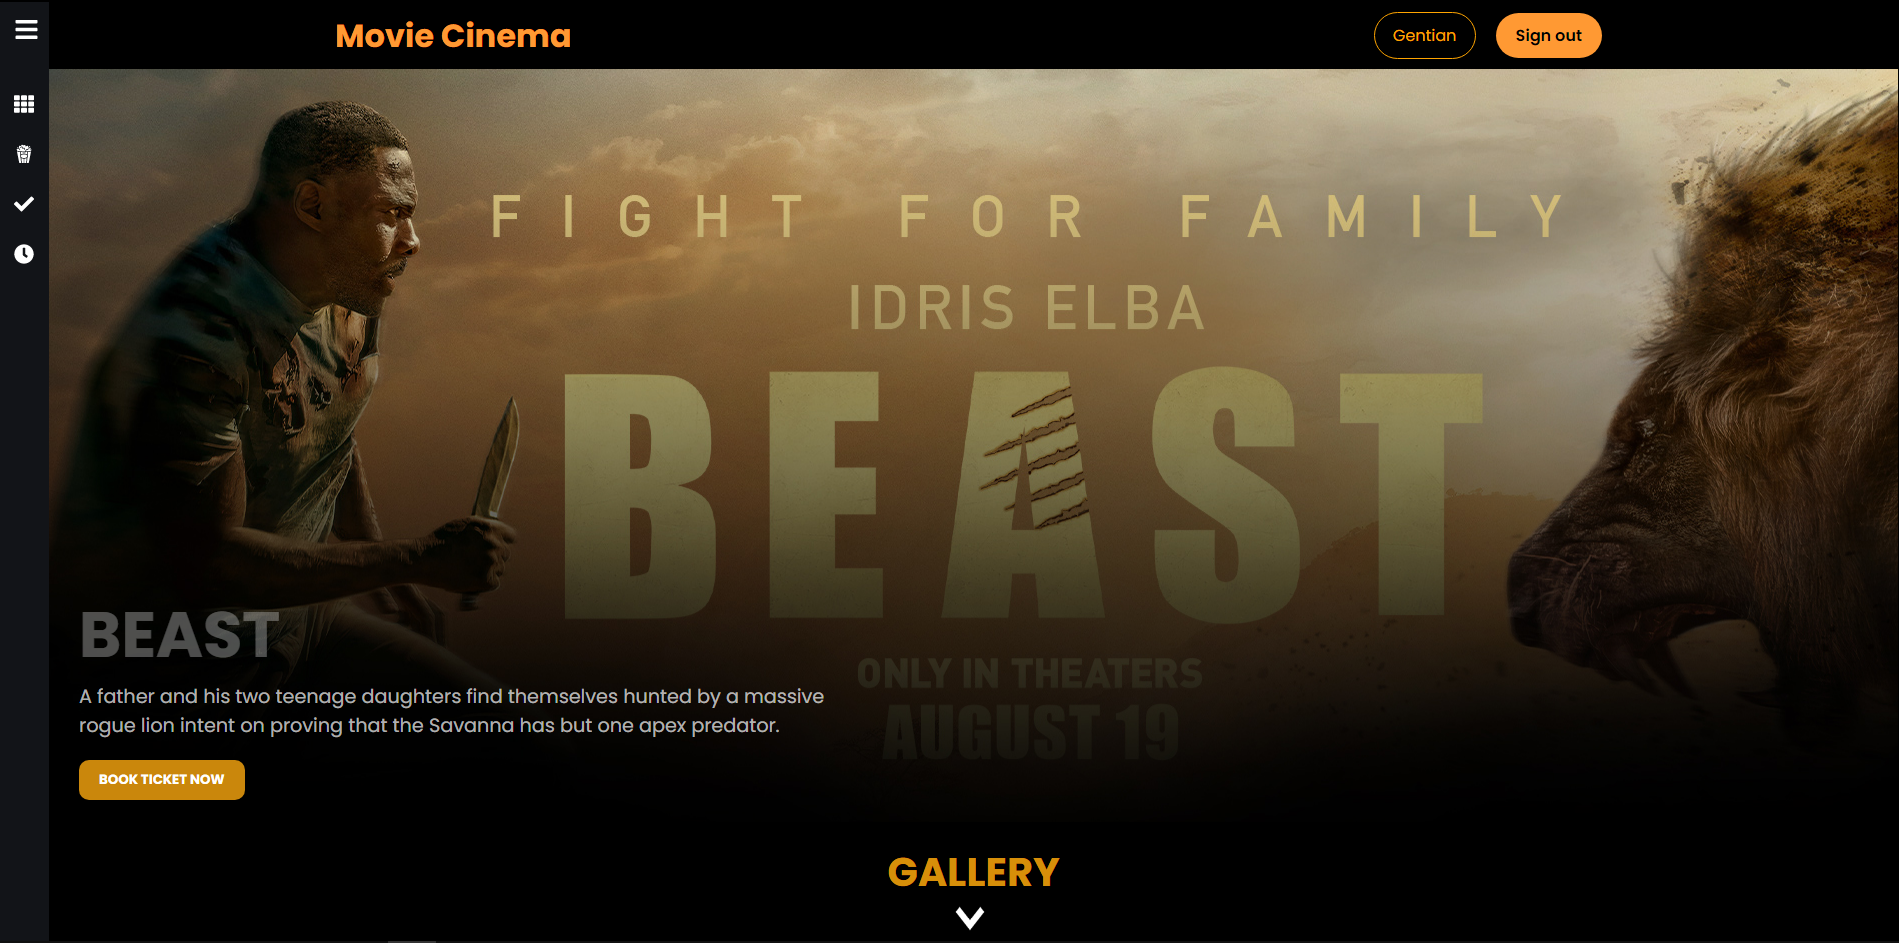 Movie Cinema
Gentian
Sign out
FIGHT FOR FAMILY
IDRIS ELBA
BEAST
ONLY IN THEATERS
AUGUST 19
BEAST
A father and his two teenage daughters find themselves hunted by a massive
rogue lion intent on proving that the Savanna has but one apex predator.
BOOK TICKET NOW
GALLERY